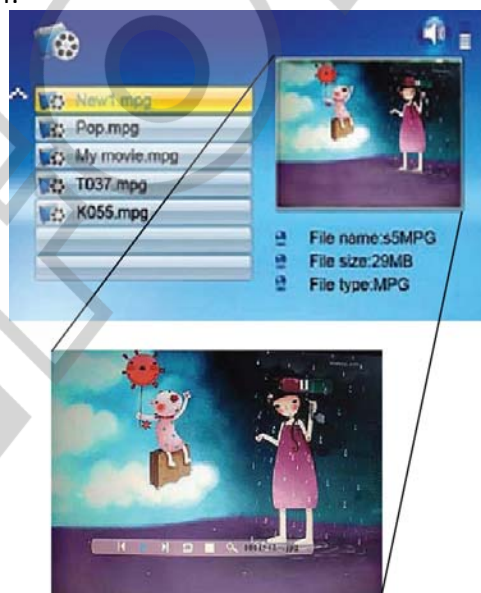 New1.mpg
Pop.mpg
My movie.mpg
T037.mpg
K055.mpg
File name:s5MPG
File size:29MB
File type:MPG